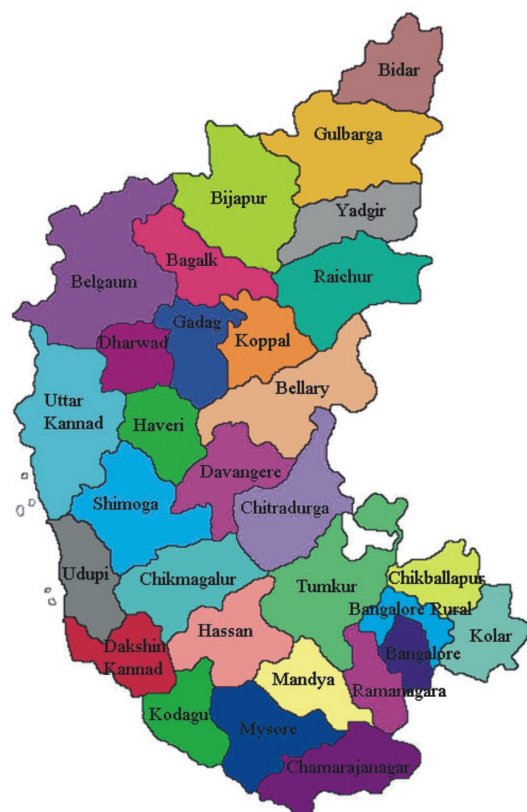 Bidar
Gulbarga
Bijapur
Yadgir
Bagalk
Raichur
Belgaum
Gadag
Dharwad
Koppal
Bellary
Uttar
Kannad
Haveri
Davangere
Shimoga
Chitradurga
Udupi
Chikmagalur
Tumkur
Chikballapur
Bangalore Rural
Hassan
Kolar
Dakshin
Kannad
Bangalore
Mandya
Ramanagara
Kodagu
Mysore
Chamarajanagar